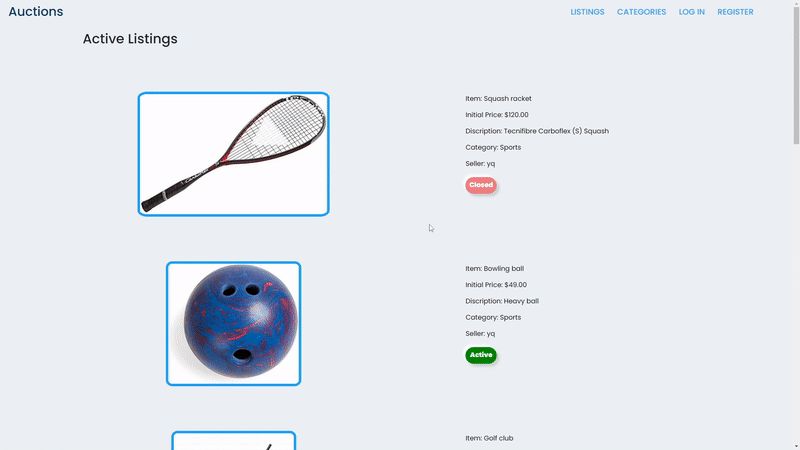 Auctions
LISTINGS CATEGORIES LOG IN REGISTER
Active Listings
Item: Squash racket
Initial Price: $120.00
Discription: Tecnifibre Carboflex (S) Squash
Category: Sports
Seller: yq
Closed
Item: Bowling ball
Initial Price: $49.00
Discription: Heavy ball
Category: Sports
Seller: yq
Active
Item: Golf club